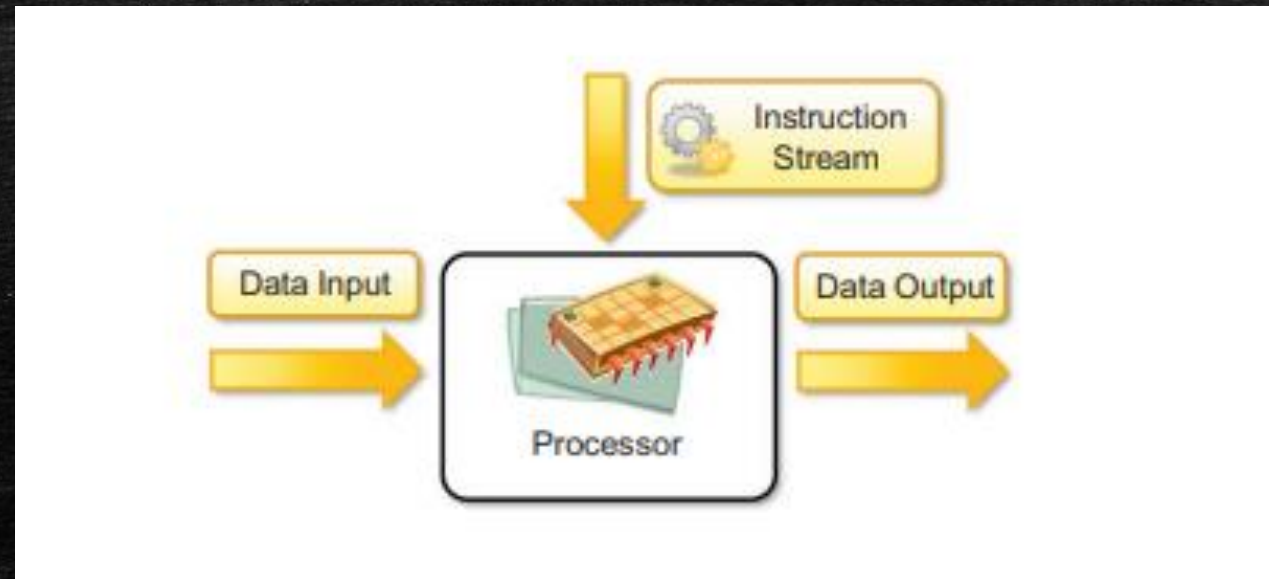 Instruction
Stream
Data Input
Data Output
Processor